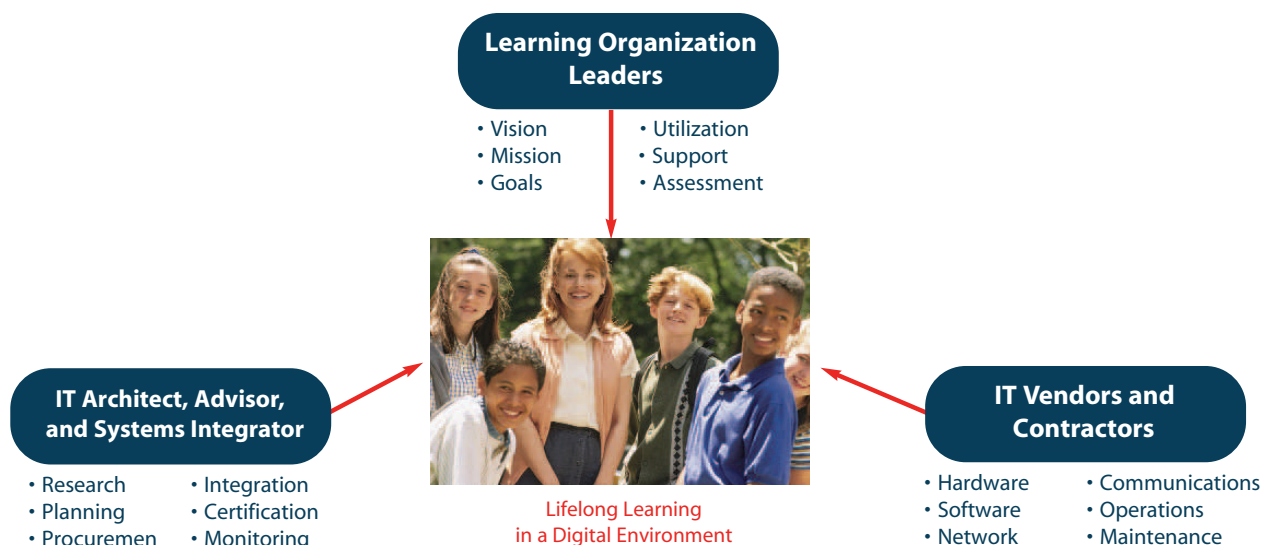 Learning Organization
Leaders
• Vision
• Mission
• Goals
• Utilization
• Support
• Assessment
IT Architect, Advisor,
and Systems Integrator
• Research
• Planning
• Procuremen
• Integration
• Certification
• Monitoring
Lifelong Learning
in a Digital Environment
IT Vendors and
Contractors
• Hardware
• Software
• Network
• Communications
• Operations
• Maintenance